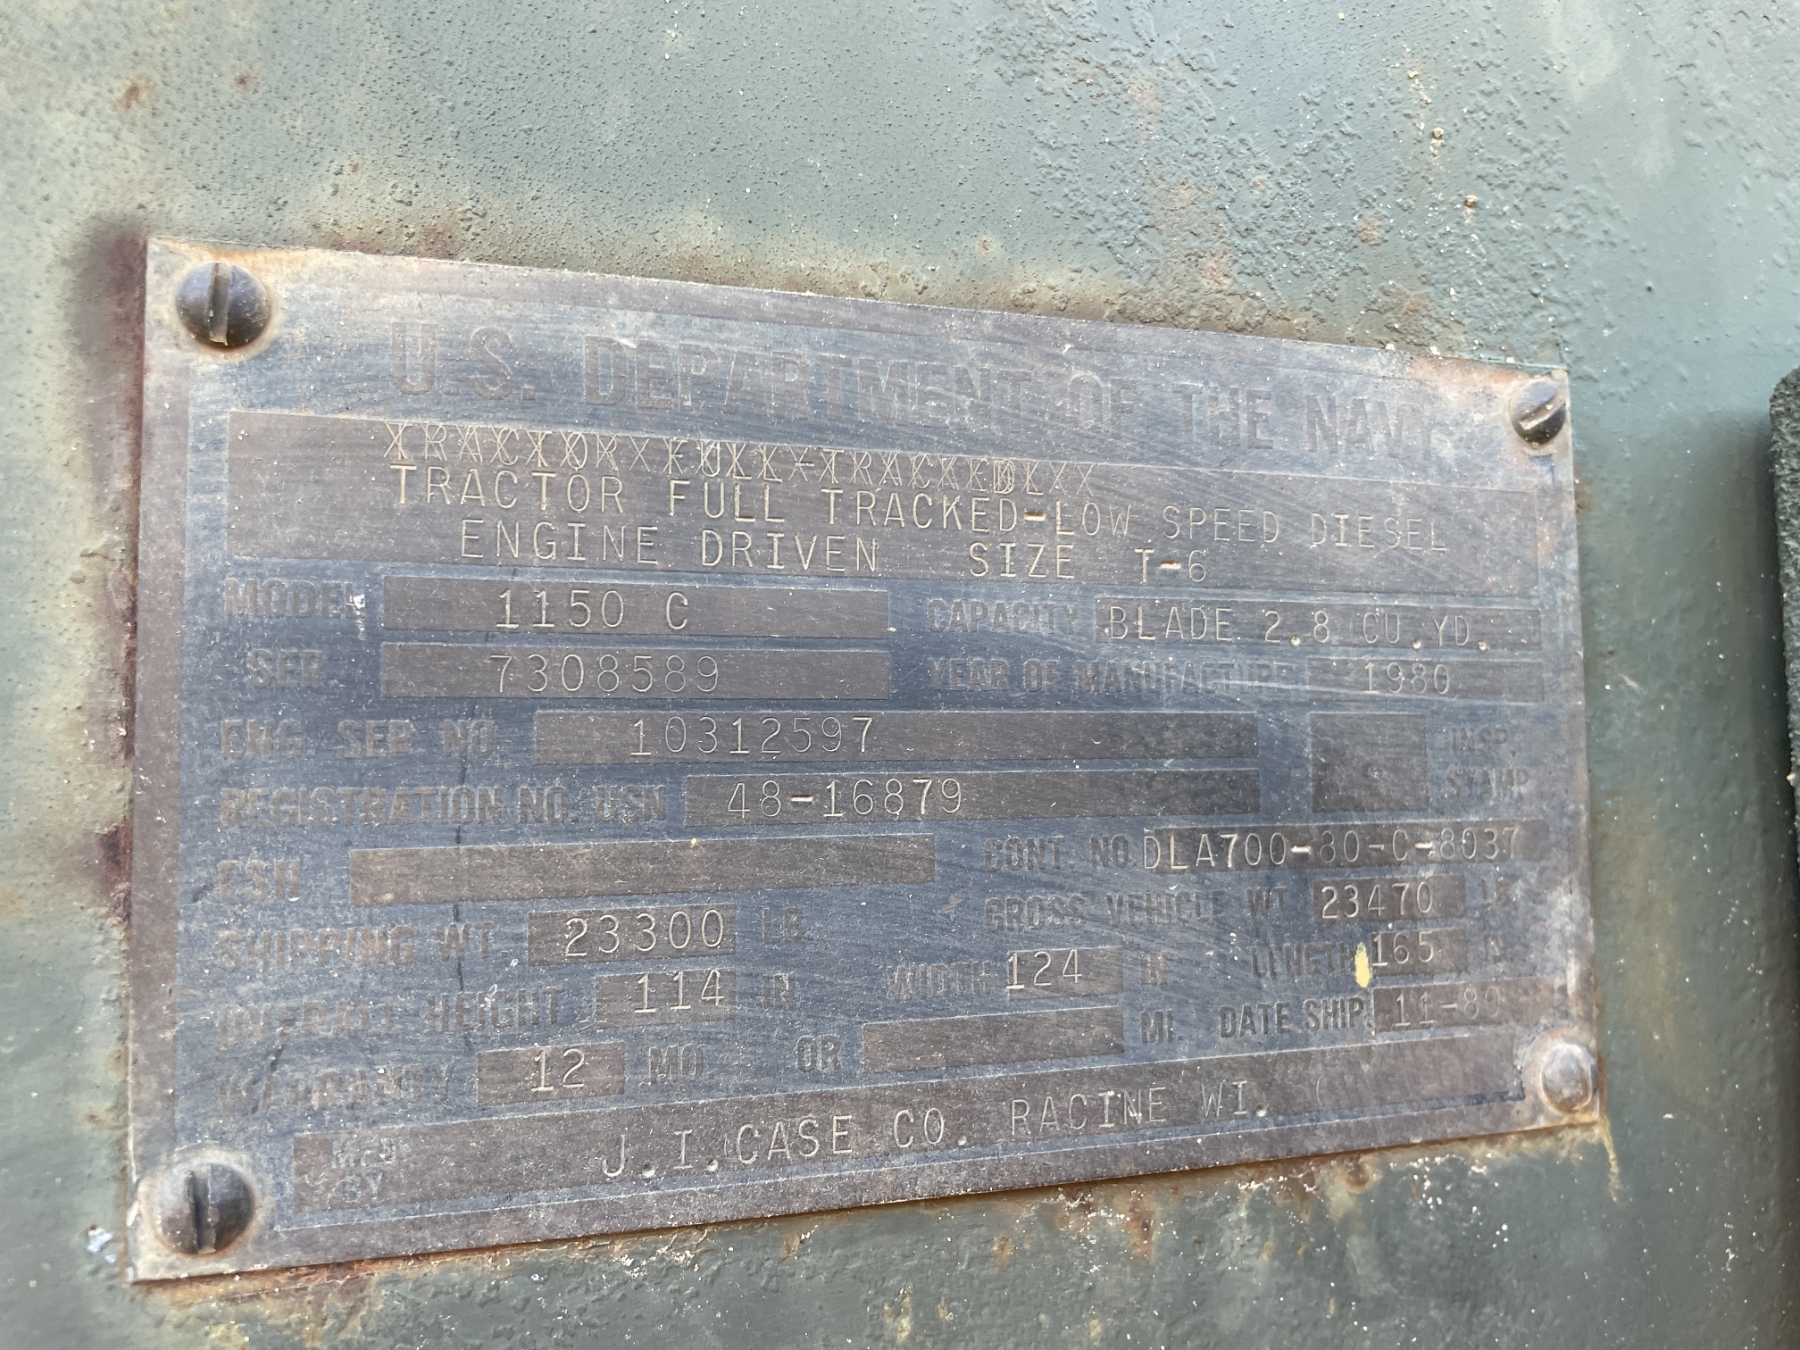 U.S. DEPARTMENT OF THE NAVY
TRACTOR FULL TRACKED-LOW SPEED DIESEL
ENGINE DRIVEN SIZE T-6
MODEL 1150 C CAPACITY BLADE 2.8 CU.YD.
SER 7308589 YEAR OF MANUFACTURE 1980
ENG. SER NO. 10312597 INSP.
REGISTRATION NO. USN 48-16879 STAMP
FSN CONT. NO DLA700-80-C-8037
SHIPPING WT. 23300 LB GROSS VEHICLE WT 23470 LB
OVERALL HEIGHT 114 IN WIDTH 124 IN LENGTH 165 IN
WARRANTY 12 MO OR MI. DATE SHIP. 11-80
MFD. BY J.I.CASE CO. RACINE WI.